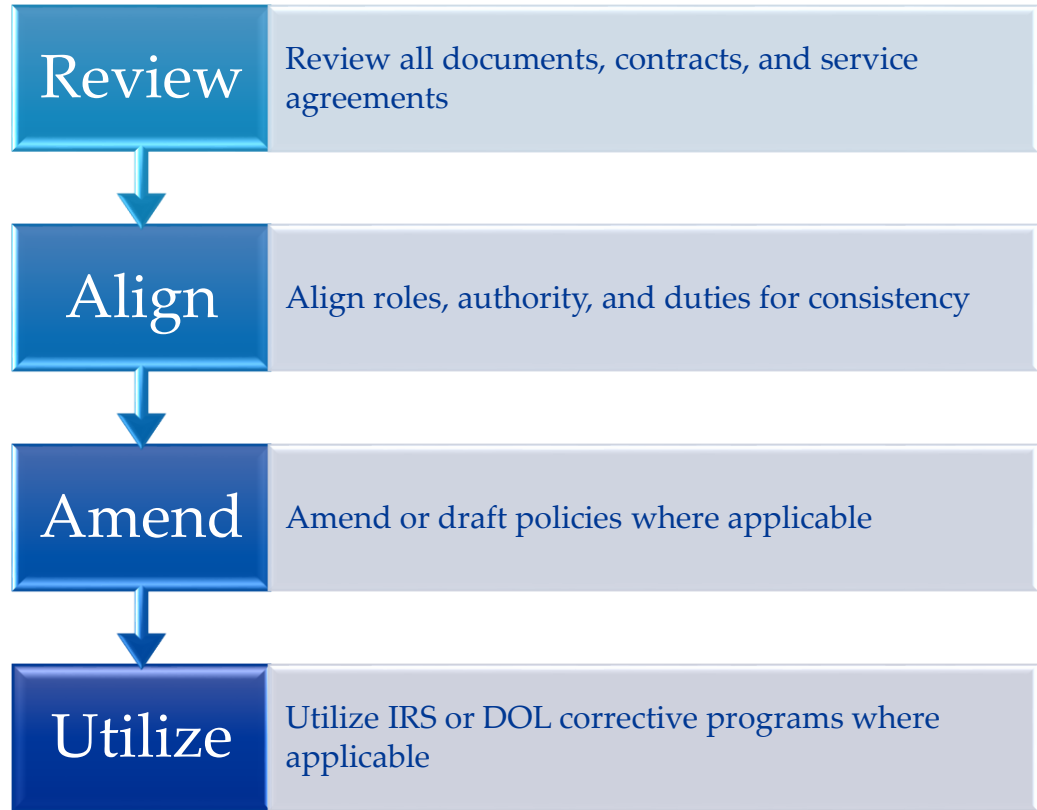 Review
Review all documents, contracts, and service
agreements
Align
Align roles, authority, and duties for consistency
Amend
Amend or draft policies where applicable
Utilize
Utilize IRS or DOL corrective programs where
applicable